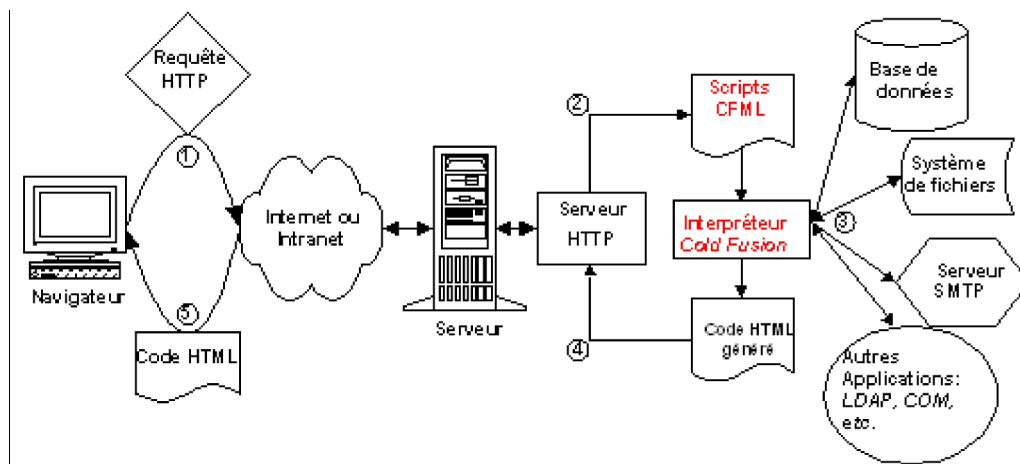 Requête
HTTP
①
Navigateur
⑤
Code HTML
Internet ou
Intranet
Serveur
Serveur
HTTP
②
Scripts
CFML
Interpréteur
Cold Fusion
④
Code HTML
généré
③
Base de
données
Système
de fichiers
Serveur
SMTP
Autres
Applications:
LDAP, COM,
etc.